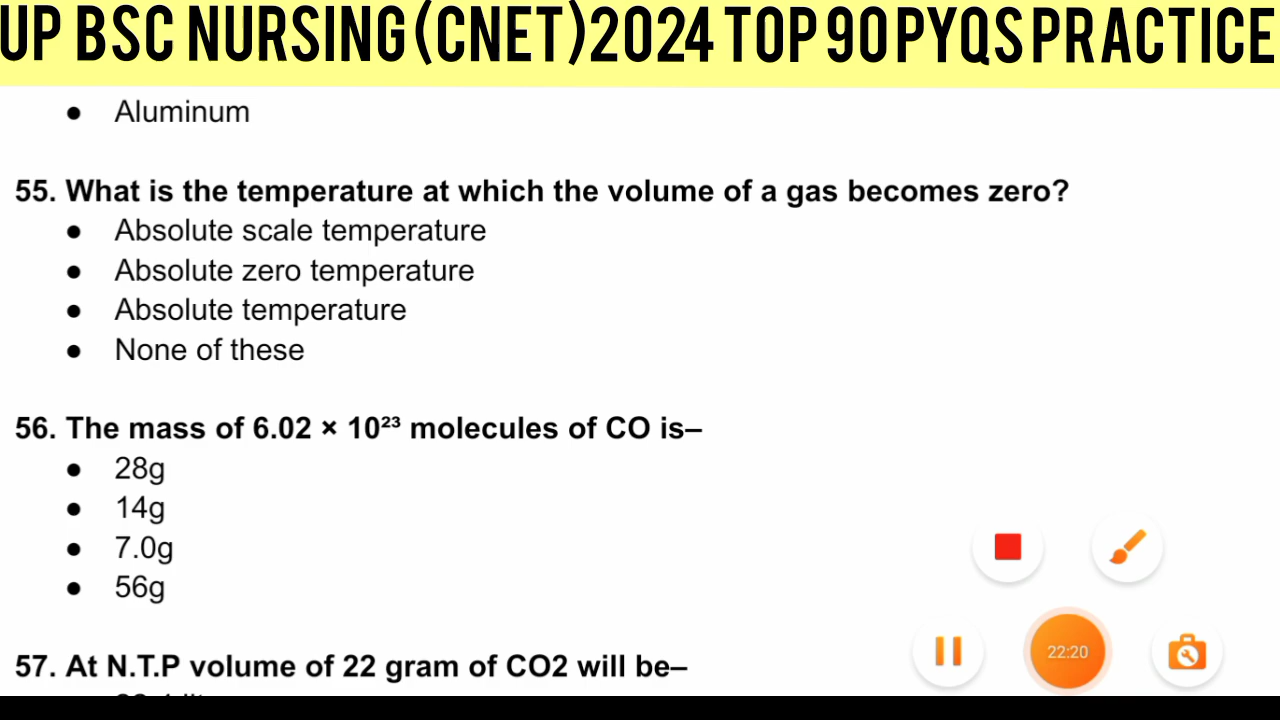 UP BSC NURSING(CNET)2024 TOP 90 PYQS PRACTICE
● Aluminum
55. What is the temperature at which the volume of a gas becomes zero?
● Absolute scale temperature
● Absolute zero temperature
● Absolute temperature
● None of these
56. The mass of 6.02 × 10²³ molecules of CO is–
● 28g
● 14g
● 7.0g
● 56g
57. At N.T.P volume of 22 gram of CO2 will be–
22:20